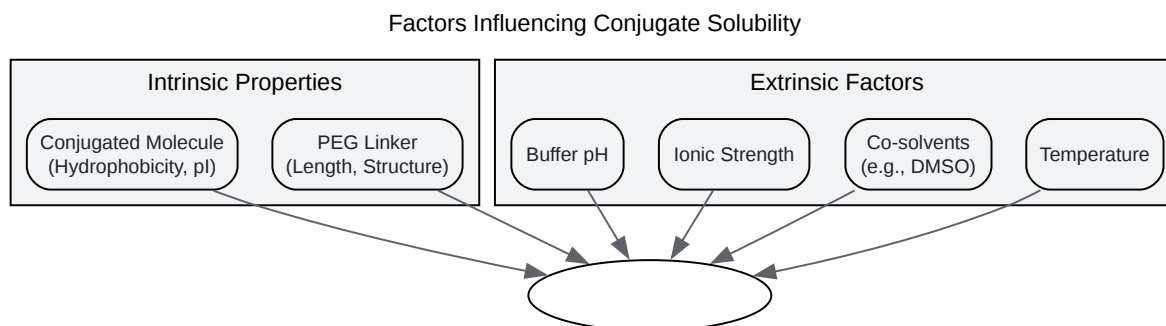 Factors Influencing Conjugate Solubility
Intrinsic Properties
Extrinsic Factors
Conjugated Molecule
(Hydrophobicity, pI)
PEG Linker
(Length, Structure)
Buffer pH
Ionic Strength
Co-solvents
(e.g., DMSO)
Temperature